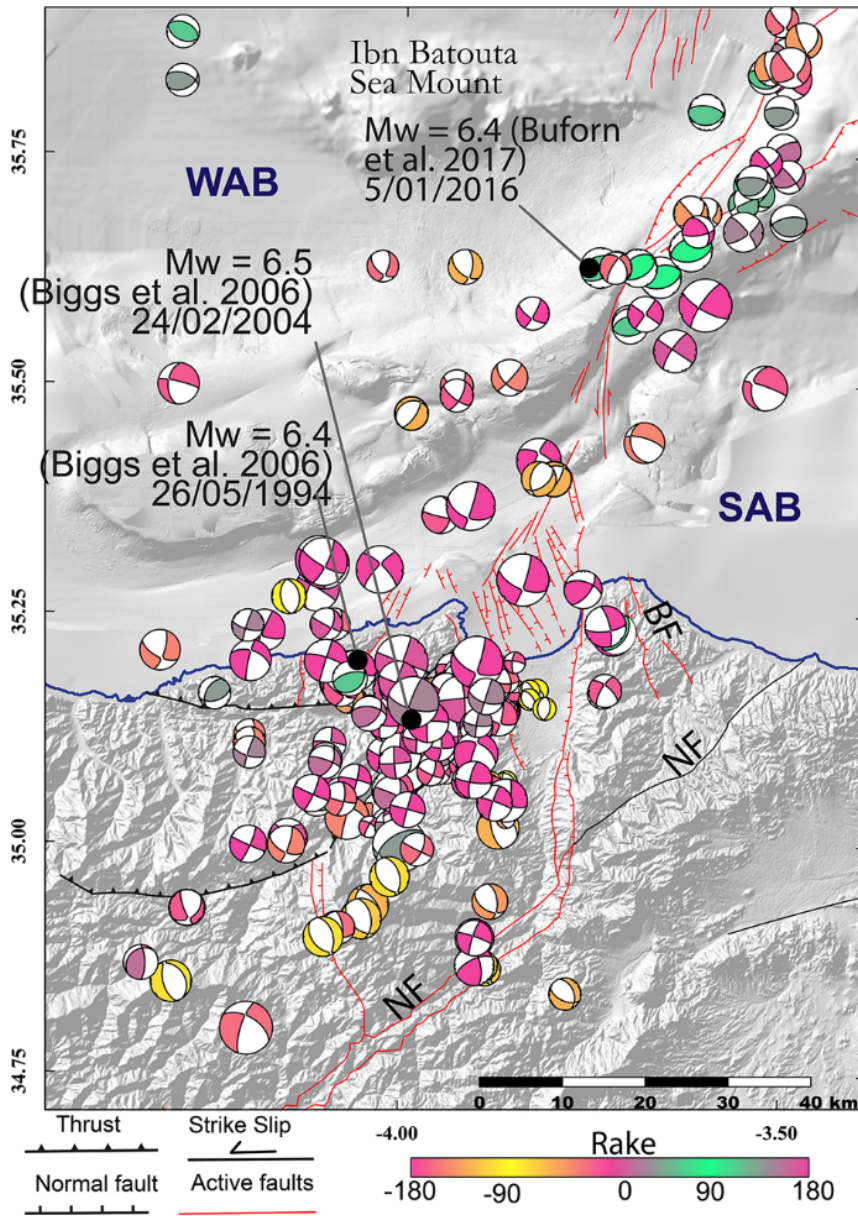 Ibn Batouta
Sea Mount
Mw = 6.4 (Buforn
et al. 2017)
5/01/2016
WAB
Mw = 6.5
(Biggs et al. 2006)
24/02/2004
Mw = 6.4
(Biggs et al. 2006)
26/05/1994
SAB
BF
NF
NF
35.75
35.50
35.25
35.00
34.75
0 10 20 30 40 km
-4.00 -3.50
Thrust
Strike Slip
Normal fault
Active faults
Rake
-180 -90 0 90 180